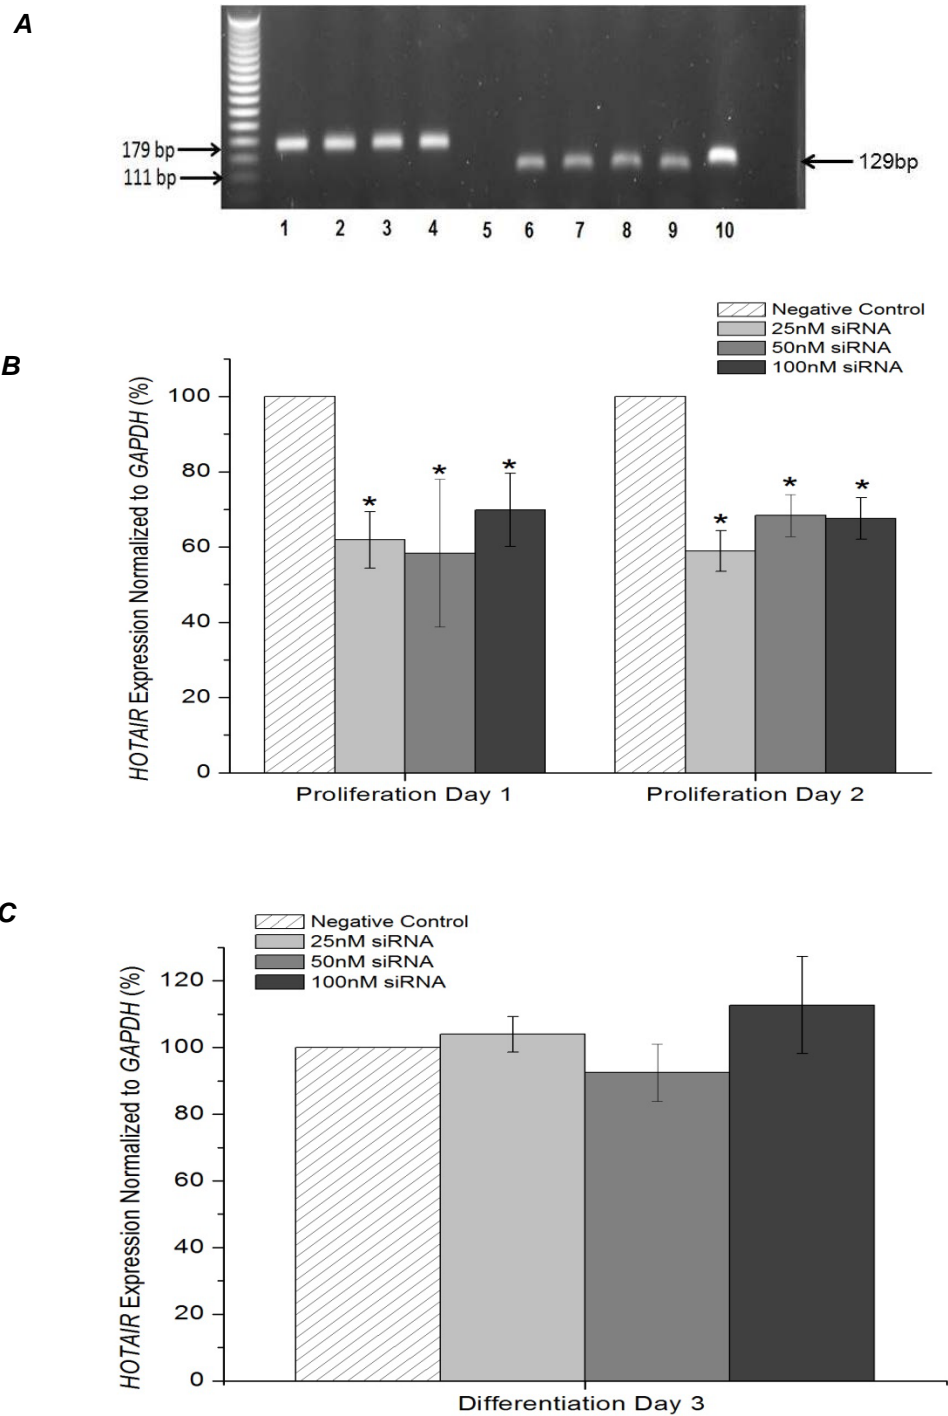 A
179 bp
111 bp
129bp
1 2 3 4 5 6 7 8 9 10
B
Negative Control
25nM siRNA
50nM siRNA
100nM siRNA
HOTAIR Expression Normalized to GAPDH (%)
100
80
60
40
20
0
* * * * * *
Proliferation Day 1 Proliferation Day 2
C
Negative Control
25nM siRNA
50nM siRNA
100nM siRNA
HOTAIR Expression Normalized to GAPDH (%)
120
100
80
60
40
20
0
Differentiation Day 3